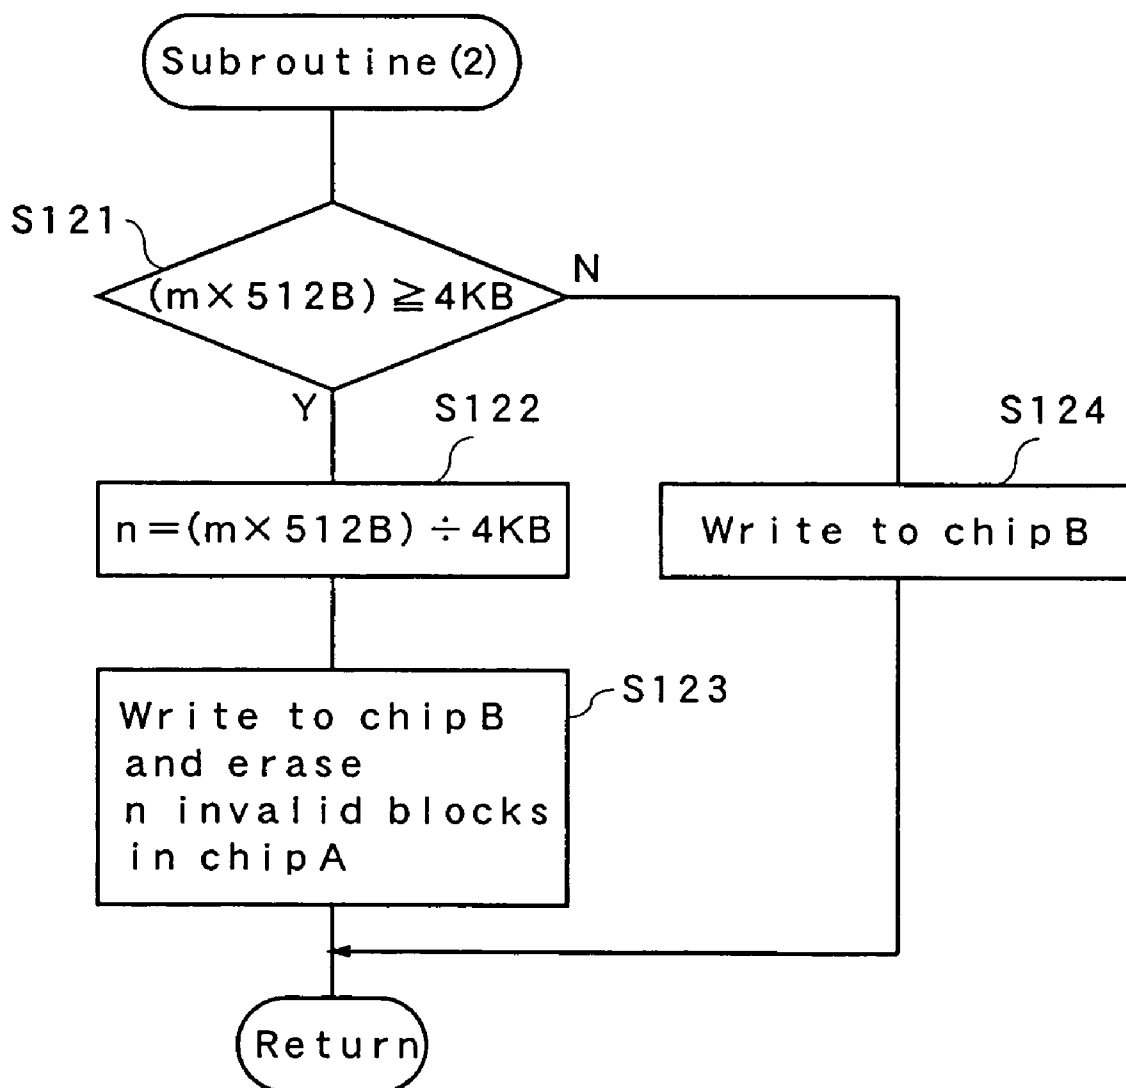 Subroutine(2)
S121
(m×512B)≧4KB
N
Y
S122
n=(m×512B)÷4KB
S124
Write to chipB
S123
Write to chipB
and erase
n invalid blocks
in chipA
Return